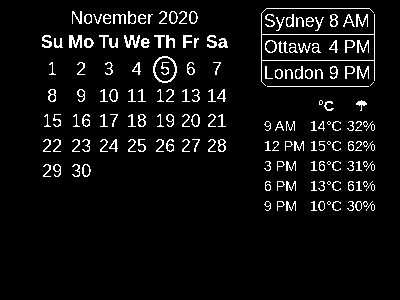 November 2020
Su Mo Tu We Th Fr Sa
1 2 3 4 5 6 7
8 9 10 11 12 13 14
15 16 17 18 19 20 21
22 23 24 25 26 27 28
29 30
Sydney 8 AM
Ottawa 4 PM
London 9 PM
°C ☂
9 AM 14°C 32%
12 PM 15°C 62%
3 PM 16°C 31%
6 PM 13°C 61%
9 PM 10°C 30%